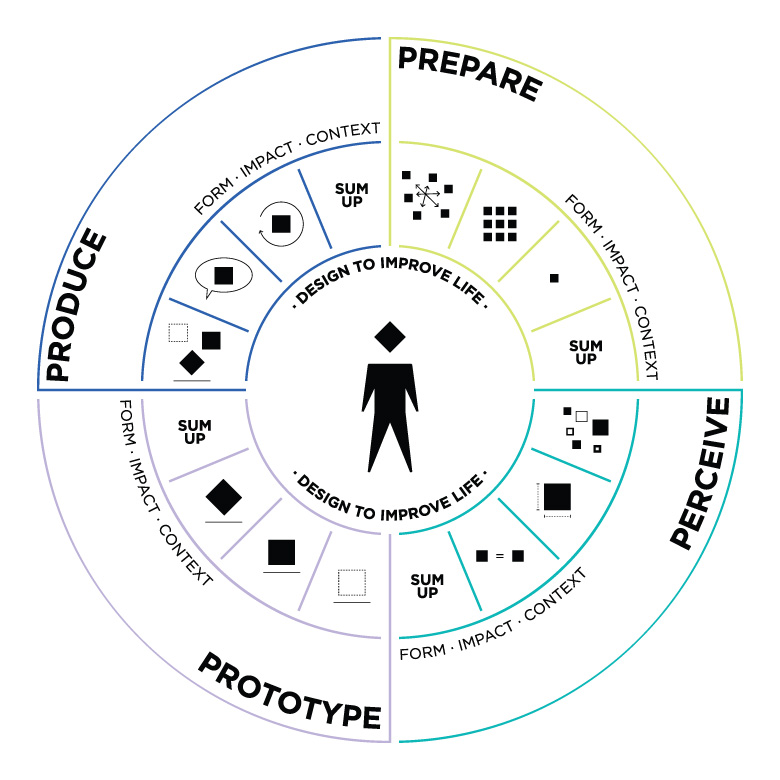 PREPARE
FORM · IMPACT · CONTEXT
SUM
UP
PERCEIVE
FORM · IMPACT · CONTEXT
=
SUM
UP
PROTOTYPE
FORM · IMPACT · CONTEXT
SUM
UP
PRODUCE
FORM · IMPACT · CONTEXT
SUM
UP
· DESIGN TO IMPROVE LIFE ·
· DESIGN TO IMPROVE LIFE ·